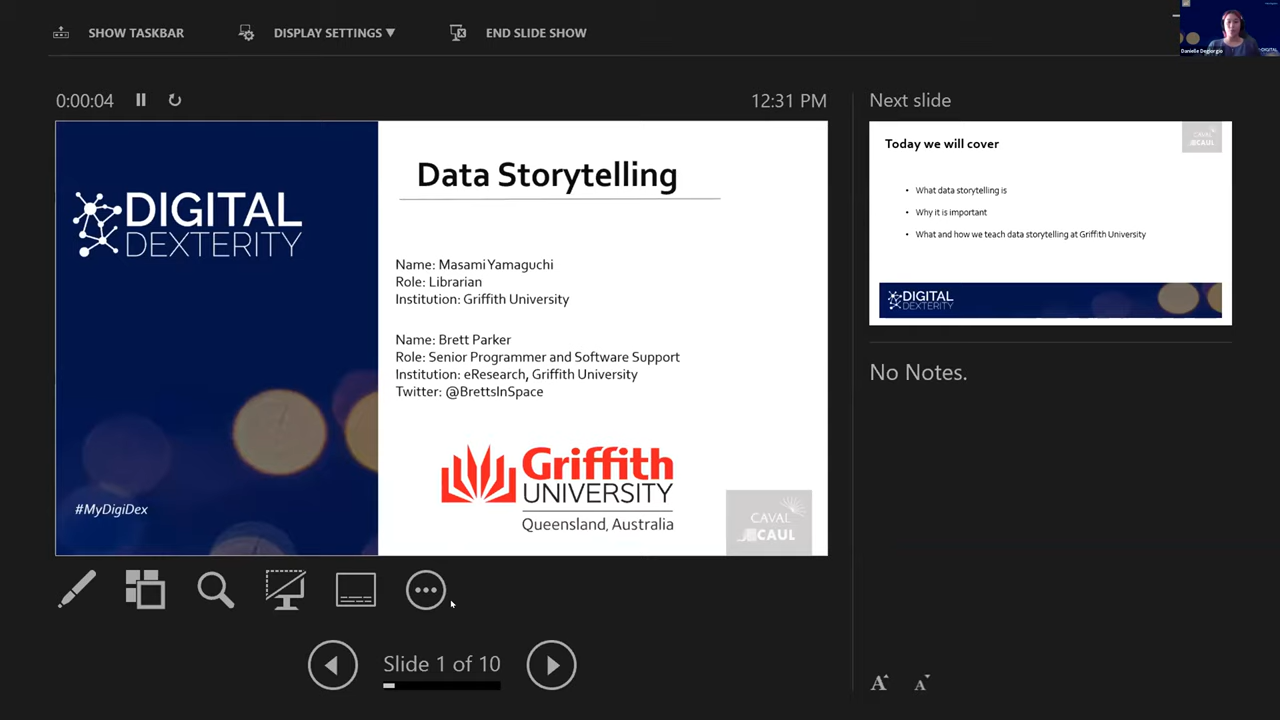 SHOW TASKBAR
DISPLAY SETTINGS ▼
END SLIDE SHOW
Danielle Degiorgio
0:00:04
12:31 PM
DIGITAL
DEXTERITY
#MyDigiDex
Data Storytelling
Name: Masami Yamaguchi
Role: Librarian
Institution: Griffith University
Name: Brett Parker
Role: Senior Programmer and Software Support
Institution: eResearch, Griffith University
Twitter: @BrettsInSpace
Griffith
UNIVERSITY
Queensland, Australia
CAVAL
CAUL
Slide 1 of 10
Next slide
Today we will cover
CAVAL
CAUL
• What data storytelling is
• Why it is important
• What and how we teach data storytelling at Griffith University
DIGITAL
DEXTERITY
No Notes.
A A